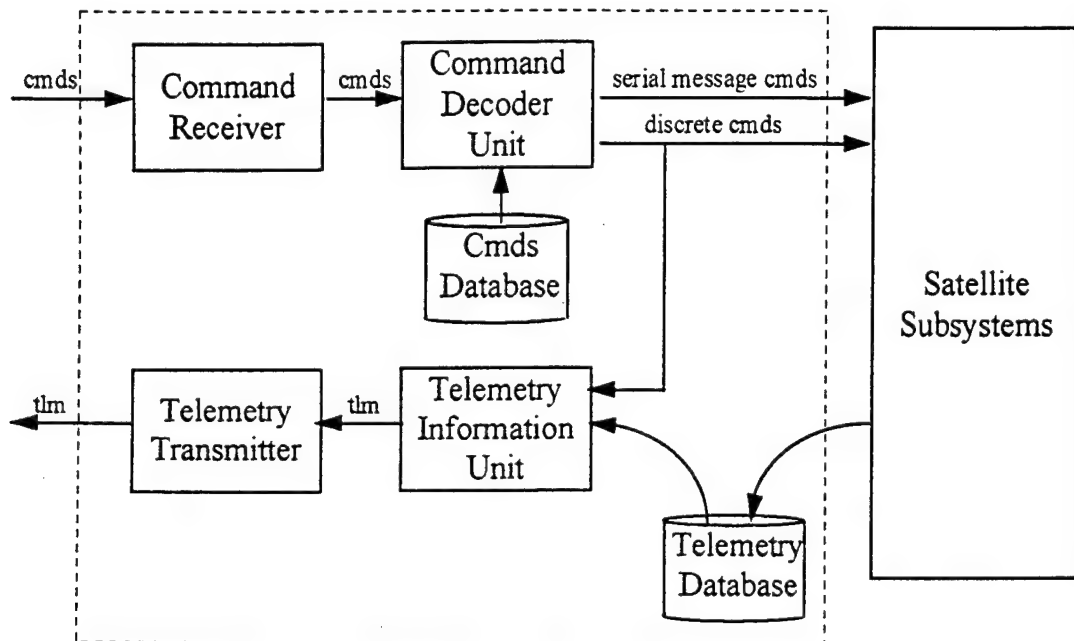 cmds
Command
Receiver
cmds
Command
Decoder
Unit
serial message cmds
discrete cmds
Cmds
Database
Satellite
Subsystems
tlm
Telemetry
Transmitter
tlm
Telemetry
Information
Unit
Telemetry
Database